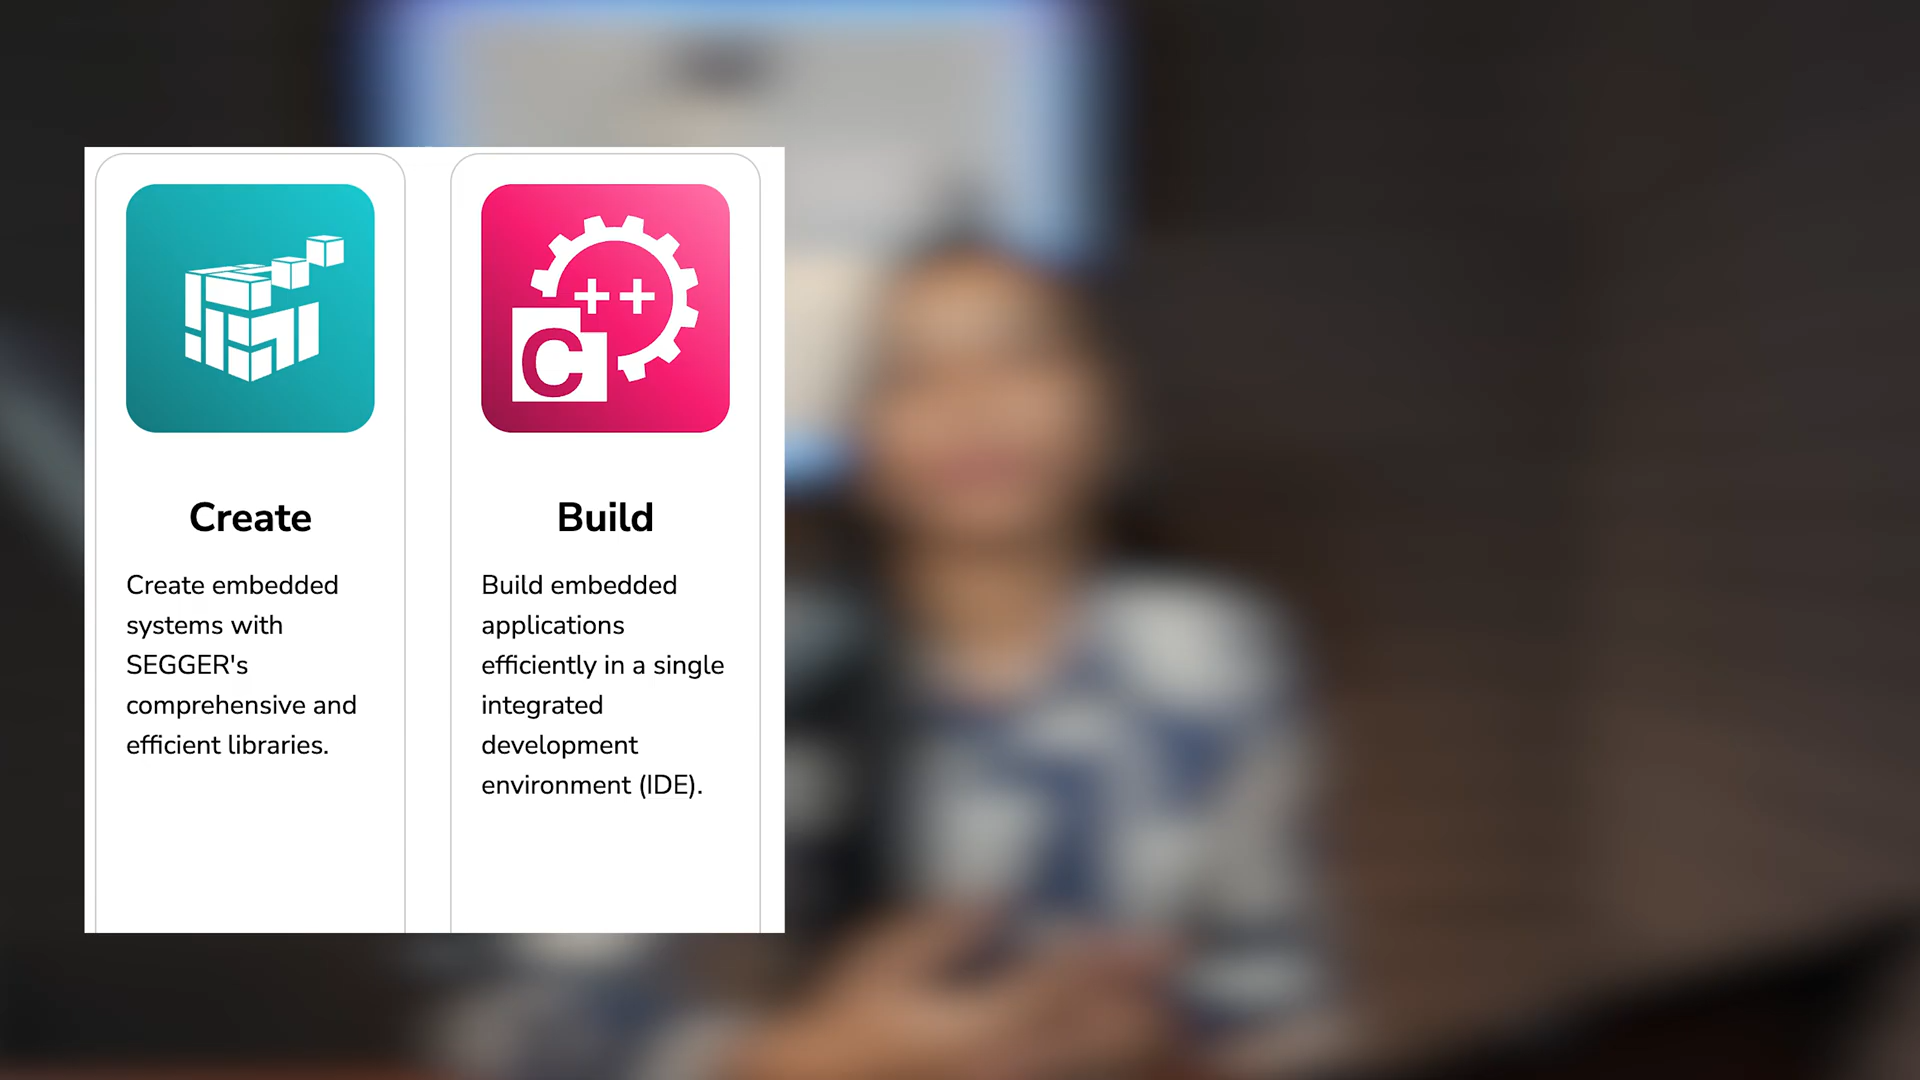 ++
C
Create
Create embedded
systems with
SEGGER's
comprehensive and
efficient libraries.
Build
Build embedded
applications
efficiently in a single
integrated
development
environment (IDE).